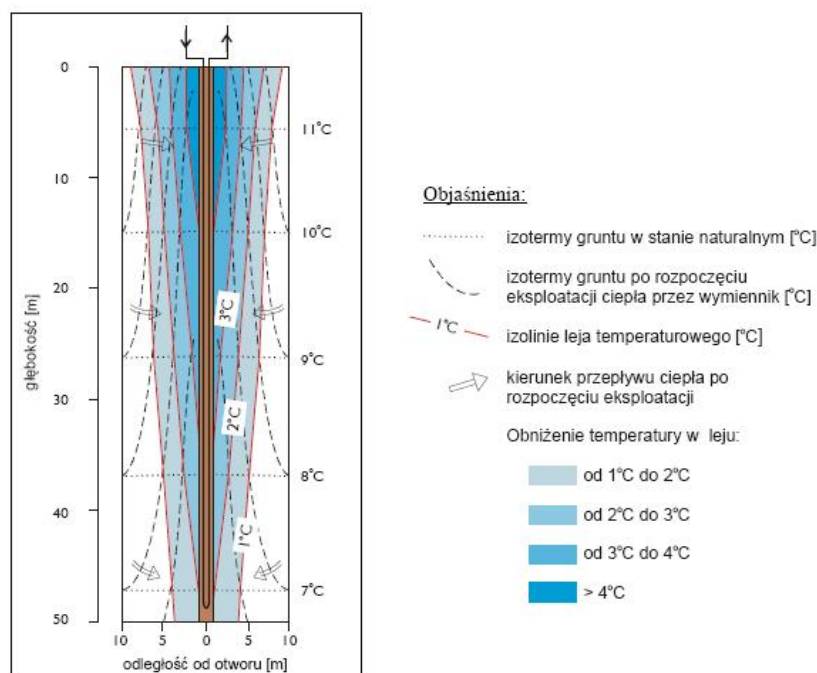 0
10
20
30
40
50
głębokość [m]
11°C
10°C
9°C
8°C
7°C
3°C
2°C
1°C
10 5 0 5 10
odległość od otworu [m]
Objaśnienia:
izotermy gruntu w stanie naturalnym [°C]
izotermy gruntu po rozpoczęciu
eksploatacji ciepła przez wymiennik [°C]
1°C
izolinie leja temperaturowego [°C]
kierunek przepływu ciepła po
rozpoczęciu eksploatacji
Obniżenie temperatury w leju:
od 1°C do 2°C
od 2°C do 3°C
od 3°C do 4°C
> 4°C